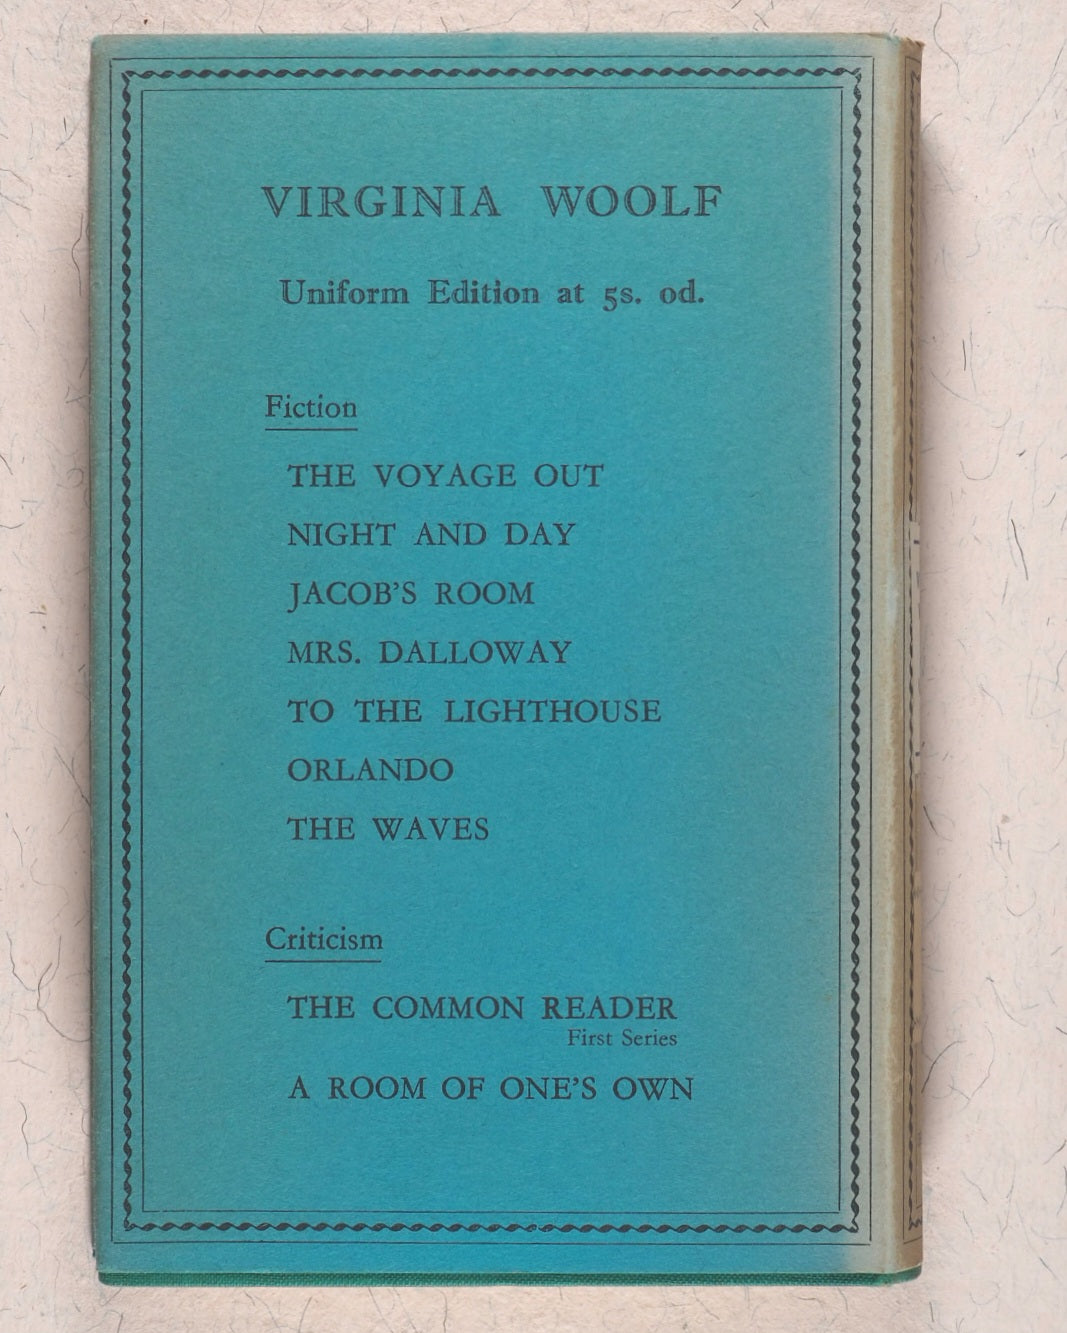 VIRGINIA WOOLF
Uniform Edition at 5s. od.
Fiction
THE VOYAGE OUT
NIGHT AND DAY
JACOB'S ROOM
MRS. DALLOWAY
TO THE LIGHTHOUSE
ORLANDO
THE WAVES
Criticism
THE COMMON READER
First Series
A ROOM OF ONE'S OWN